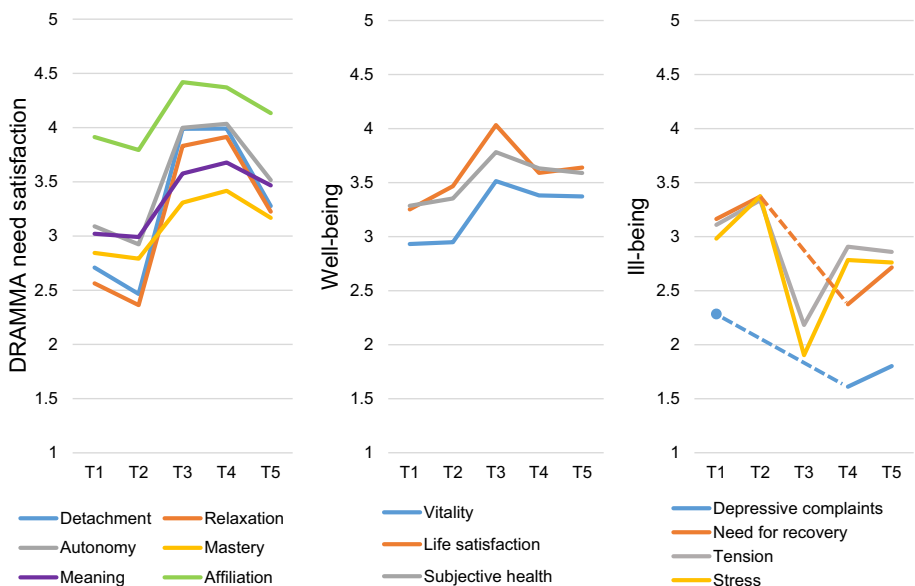 DRAMMA need satisfaction
5
4.5
4
3.5
3
2.5
2
1.5
1
T1 T2 T3 T4 T5
Detachment Relaxation
Autonomy Mastery
Meaning Affiliation
Well-being
5
4.5
4
3.5
3
2.5
2
1.5
1
T1 T2 T3 T4 T5
Vitality
Life satisfaction
Subjective health
Ill-being
5
4.5
4
3.5
3
2.5
2
1.5
1
T1 T2 T3 T4 T5
Depressive complaints
Need for recovery
Tension
Stress